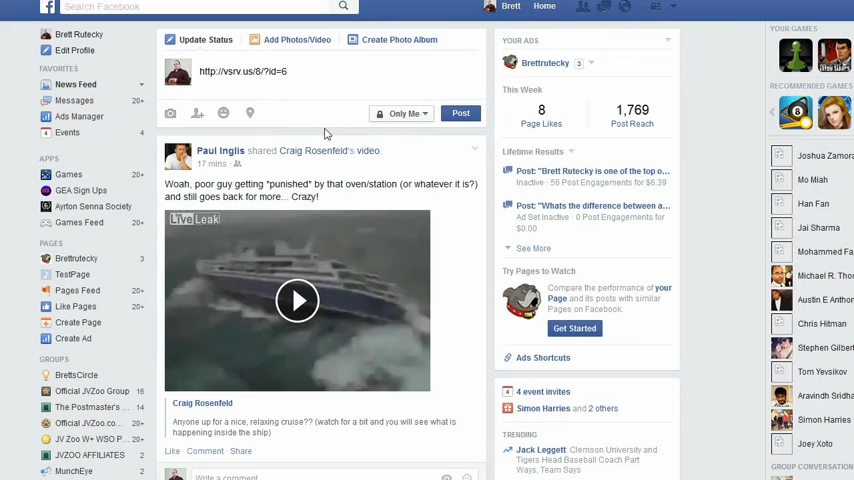 Search Facebook
Brett Home
Brett Rutecky
Edit Profile
FAVORITES
News Feed
Messages 20+
Ads Manager
Events 4
APPS
Games 20+
GEA Sign Ups
Ayrton Senna Society
Games Feed 20+
PAGES
Brettrutecky 3
TestPage
Pages Feed 20+
Like Pages 20+
Create Page
Create Ad
GROUPS
BrettsCircle
Official JVZoo Group 16
The Postmaster's ... 14
Official JVZoo.co... 20+
JV Zoo W+ WSO P... 20+
JVZOO AFFILIATES 20+
MunchEye 20+
Update Status Add Photos/Video Create Photo Album
http://vsrv.us/8/?id=6
Only Me Post
Paul Inglis shared Craig Rosenfeld's video.
17 mins
Woah, poor guy getting *punished* by that oven/station (or whatever it is?)
and still goes back for more... Crazy!
LiveLeak
Craig Rosenfeld
Anyone up for a nice, relaxing cruise?? (watch for a bit and you will see what is
happening inside the ship)
Like · Comment · Share
Write a comment...
YOUR ADS
Brettrutecky 3
This Week
8 1,769
Page Likes Post Reach
Lifetime Results
Post: "Brett Rutecky is one of the top o...
Inactive · 56 Post Engagements for $6.39
Post: "Whats the difference between a...
Ad Set Inactive · 0 Post Engagements for
$0.00
See More
Try Pages to Watch
Compare the performance of your
Page and its posts with similar
Pages on Facebook.
Get Started
Ads Shortcuts
4 event invites
Simon Harries and 2 others
TRENDING
Jack Leggett: Clemson University and
Tigers Head Baseball Coach Part
Ways, Team Says
YOUR GAMES
RECOMMENDED GAMES
Joshua Zamora
Mo Miah
Han Fan
Jai Sharma
Mohammed Fa
Michael R. Thor
Austin E Anthon
Chris Hitman
Stephen Gilbert
Tom Yevsikov
Aravindh Sridha
Simon Harries
Joey Xoto
GROUP CONVERSATION